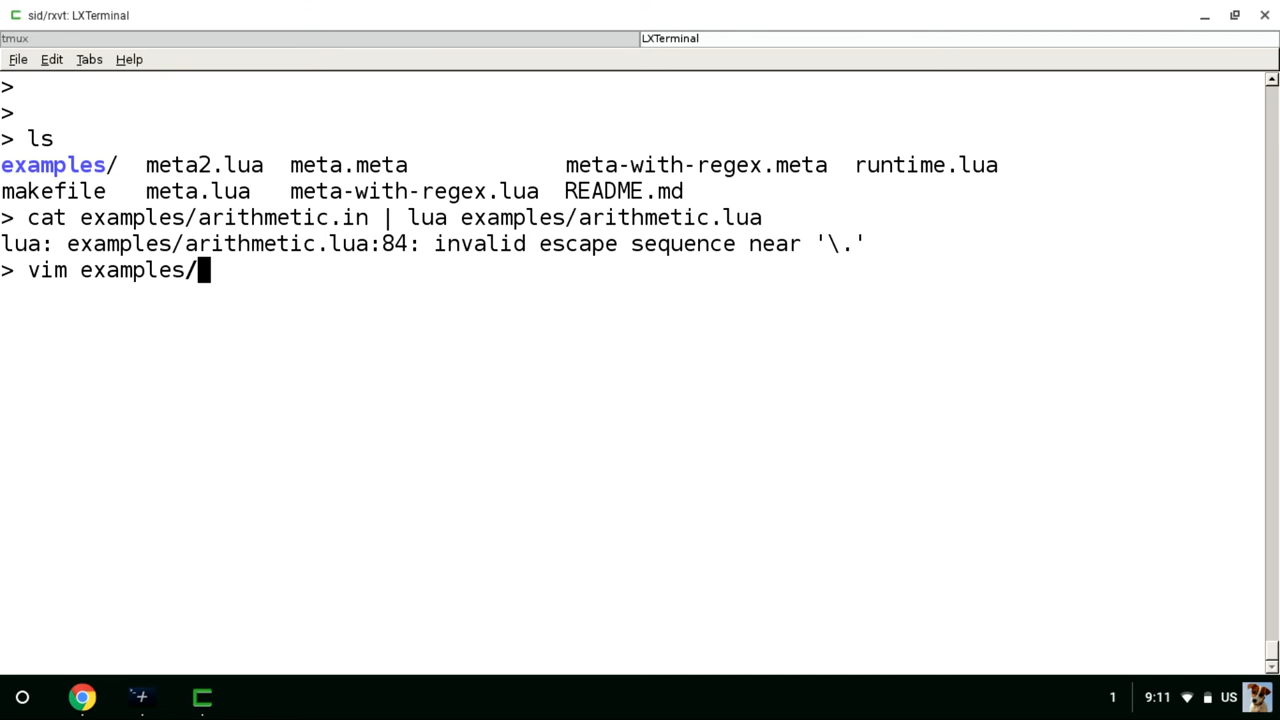 sid/rxvt: LXTerminal
tmux LXTerminal
File Edit Tabs Help
>
>
> ls
examples/ meta2.lua meta.meta meta-with-regex.meta runtime.lua
makefile meta.lua meta-with-regex.lua README.md
> cat examples/arithmetic.in | lua examples/arithmetic.lua
lua: examples/arithmetic.lua:84: invalid escape sequence near '\.'
> vim examples/
1 9:11 US